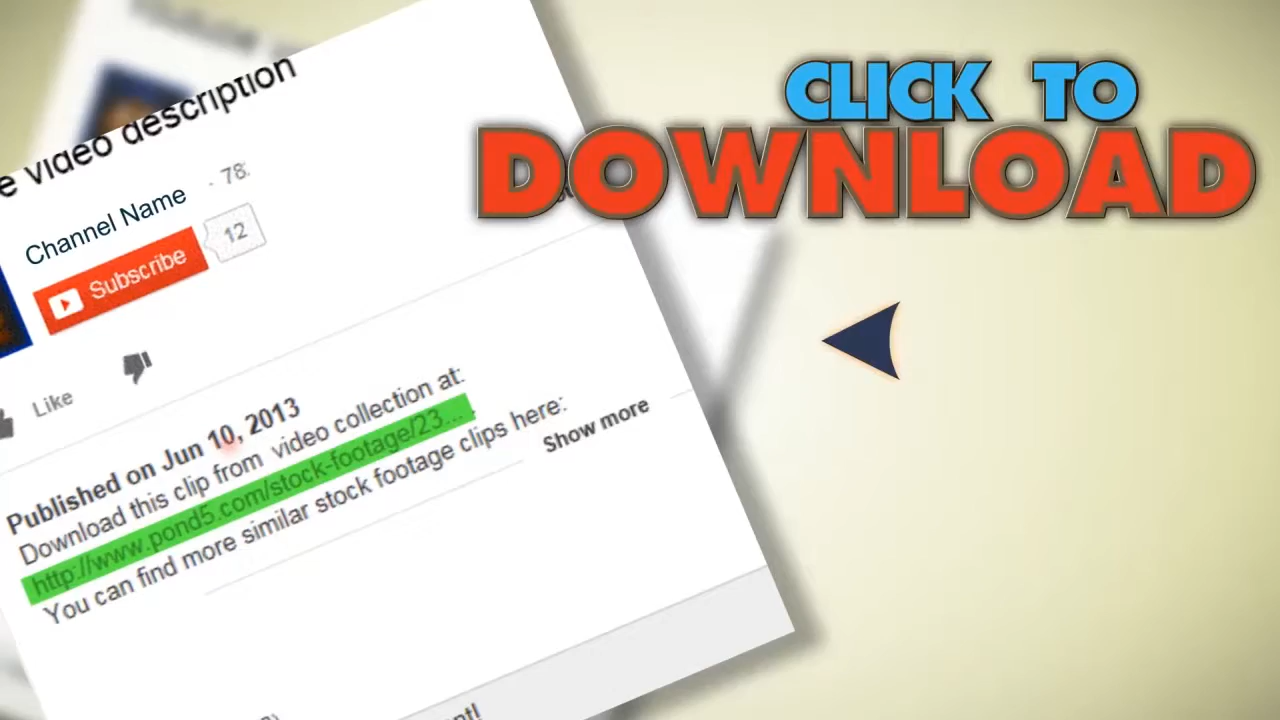 CLICK TO
DOWNLOAD
e video description
Channel Name
78
Subscribe
12
Like
Published on Jun 10, 2013
Download this clip from video collection at:
http://www.pond5.com/stock-footage/23...
You can find more similar stock footage clips here:
Show more